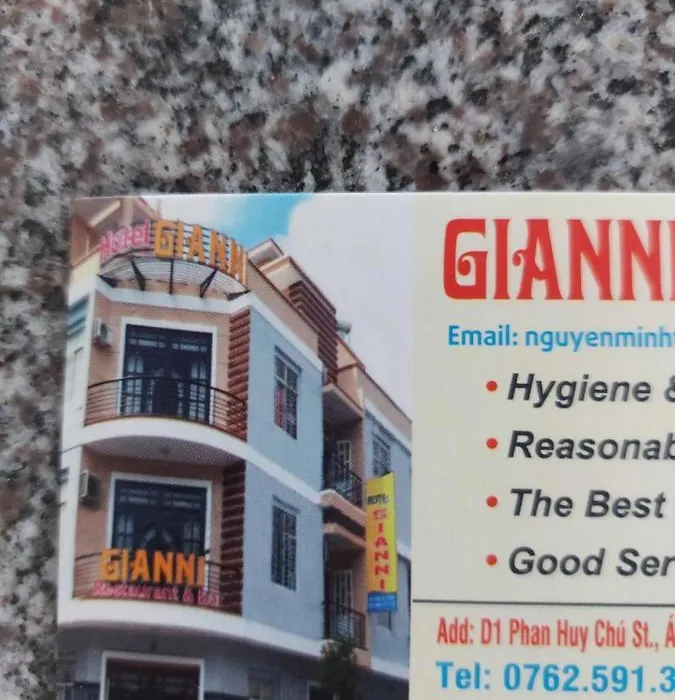 Hotel GIANNI
GIANNI
Restaurant & Bar
HOTEL
GIANNI
GIANNI
Email: nguyenminh
• Hygiene &
• Reasonab
• The Best
• Good Ser
Add: D1 Phan Huy Chú St., Á
Tel: 0762.591.3